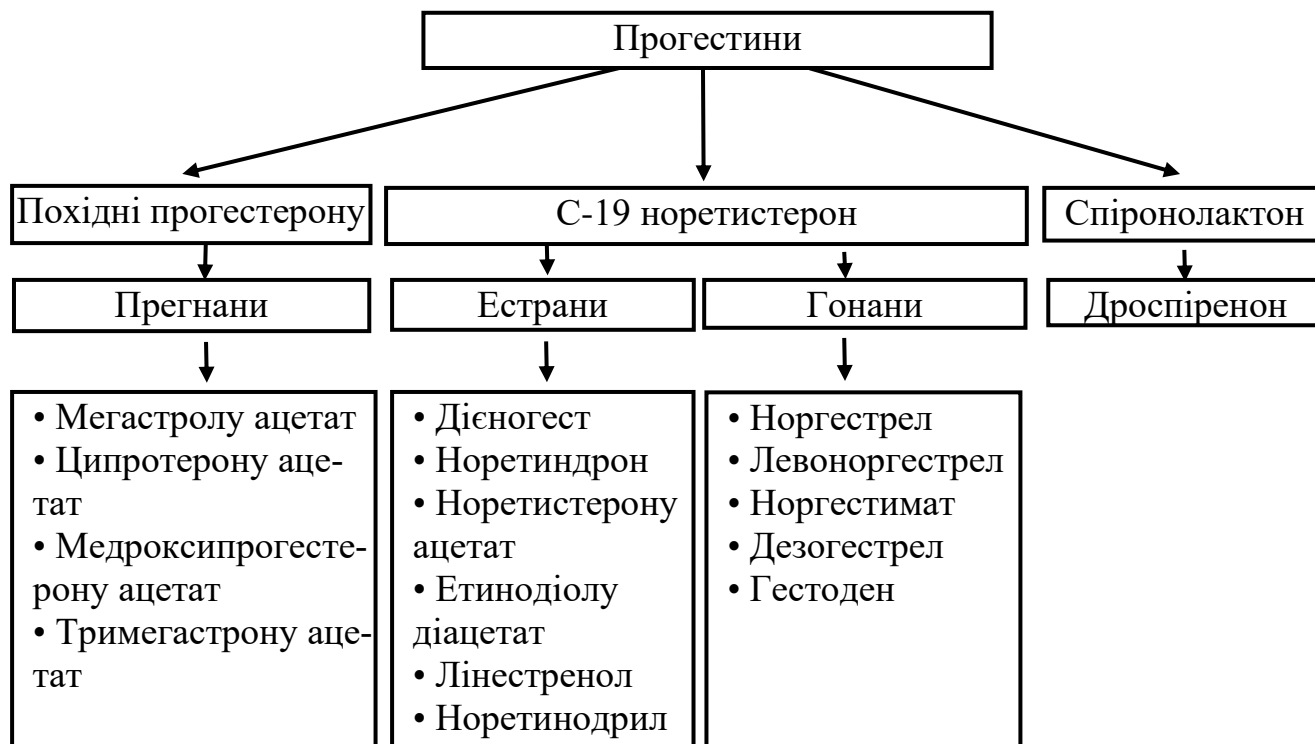 Прогестини
Похідні прогестерону
С-19 норетистерон
Спіронолактон
Прегнани
Естрани
Гонани
Дроспіренон
• Мегастролу ацетат
• Ципротерону аце-
тат
• Медроксипрогесте-
рону ацетат
• Тримегастрону аце-
тат
• Дієногест
• Норетиндрон
• Норетистерону
ацетат
• Етинодіолу
діацетат
• Лінестренол
• Норетинодрил
• Норгестрел
• Левоноргестрел
• Норгестимат
• Дезогестрел
• Гестоден